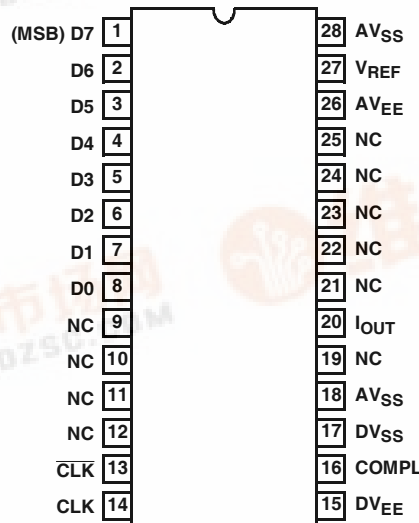 (MSB) D7 1 28 AVSS
D6 2 27 VREF
D5 3 26 AVEE
D4 4 25 NC
D3 5 24 NC
D2 6 23 NC
D1 7 22 NC
D0 8 21 NC
NC 9 20 IOUT
NC 10 19 NC
NC 11 18 AVSS
NC 12 17 DVSS
CLK 13 16 COMPL
CLK 14 15 DVEE